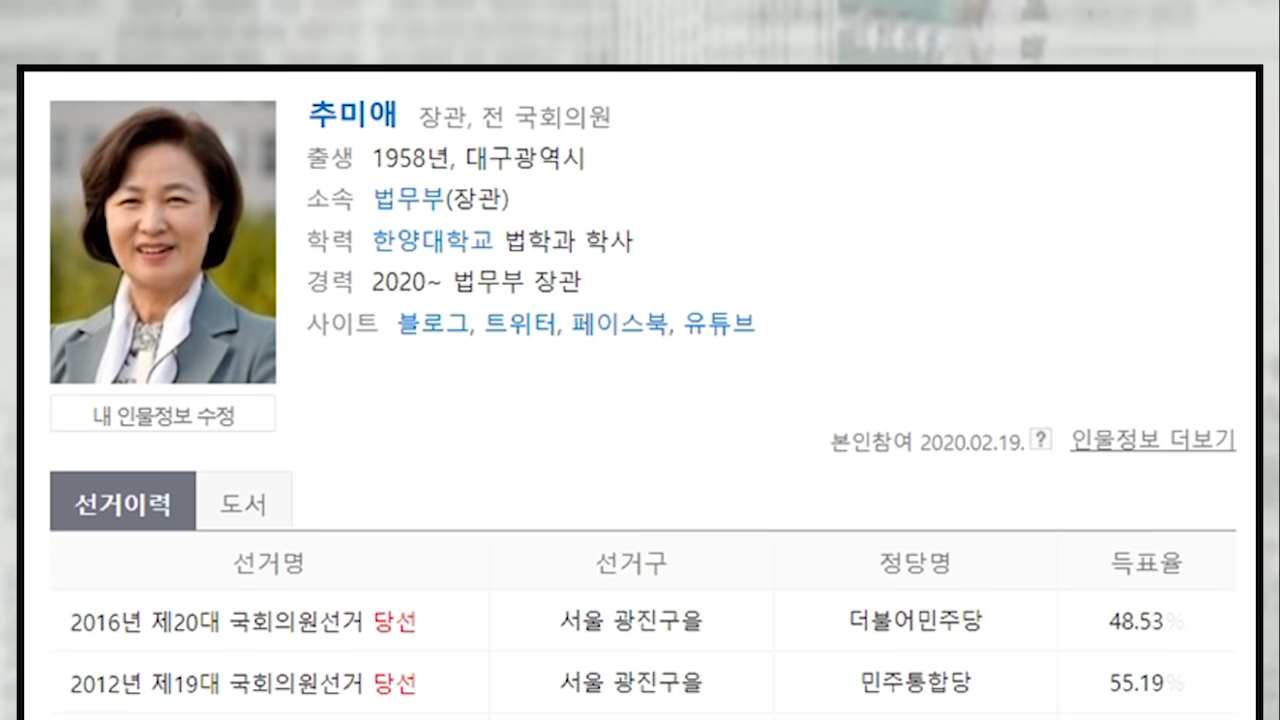 추미애 장관, 전 국회의원
출생 1958년, 대구광역시
소속 법무부(장관)
학력 한양대학교 법학과 학사
경력 2020~ 법무부 장관
사이트 블로그, 트위터, 페이스북, 유튜브
내 인물정보 수정
본인참여 2020.02.19. ? 인물정보 더보기
선거이력 도서
선거명 선거구 정당명 득표율
2016년 제20대 국회의원선거 당선 서울 광진구을 더불어민주당 48.53%
2012년 제19대 국회의원선거 당선 서울 광진구을 민주통합당 55.19%